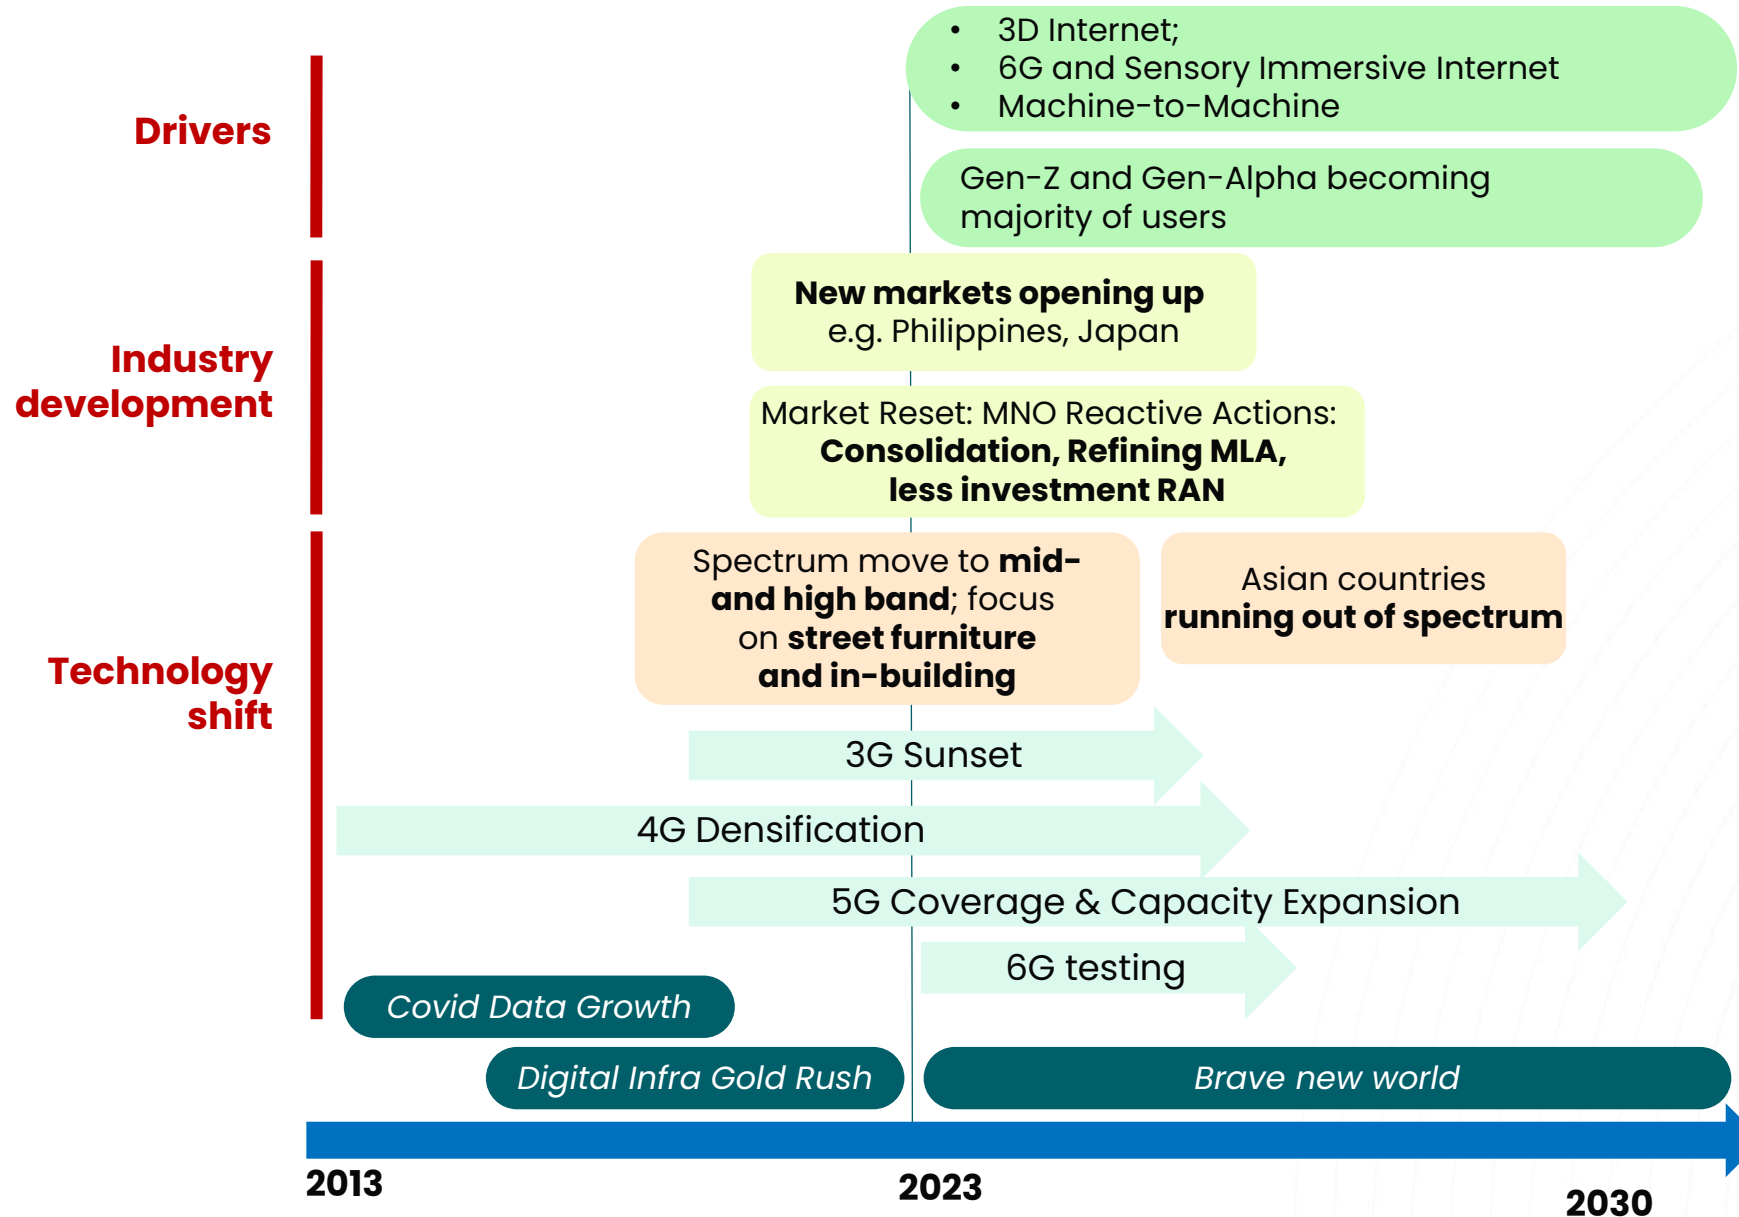 Drivers
• 3D Internet;
• 6G and Sensory Immersive Internet
• Machine-to-Machine
Gen-Z and Gen-Alpha becoming
majority of users
Industry
development
New markets opening up
e.g. Philippines, Japan
Market Reset: MNO Reactive Actions:
Consolidation, Refining MLA,
less investment RAN
Technology
shift
Spectrum move to mid-
and high band; focus
on street furniture
and in-building
Asian countries
running out of spectrum
3G Sunset
4G Densification
5G Coverage & Capacity Expansion
6G testing
Covid Data Growth
Digital Infra Gold Rush
Brave new world
2013
2023
2030